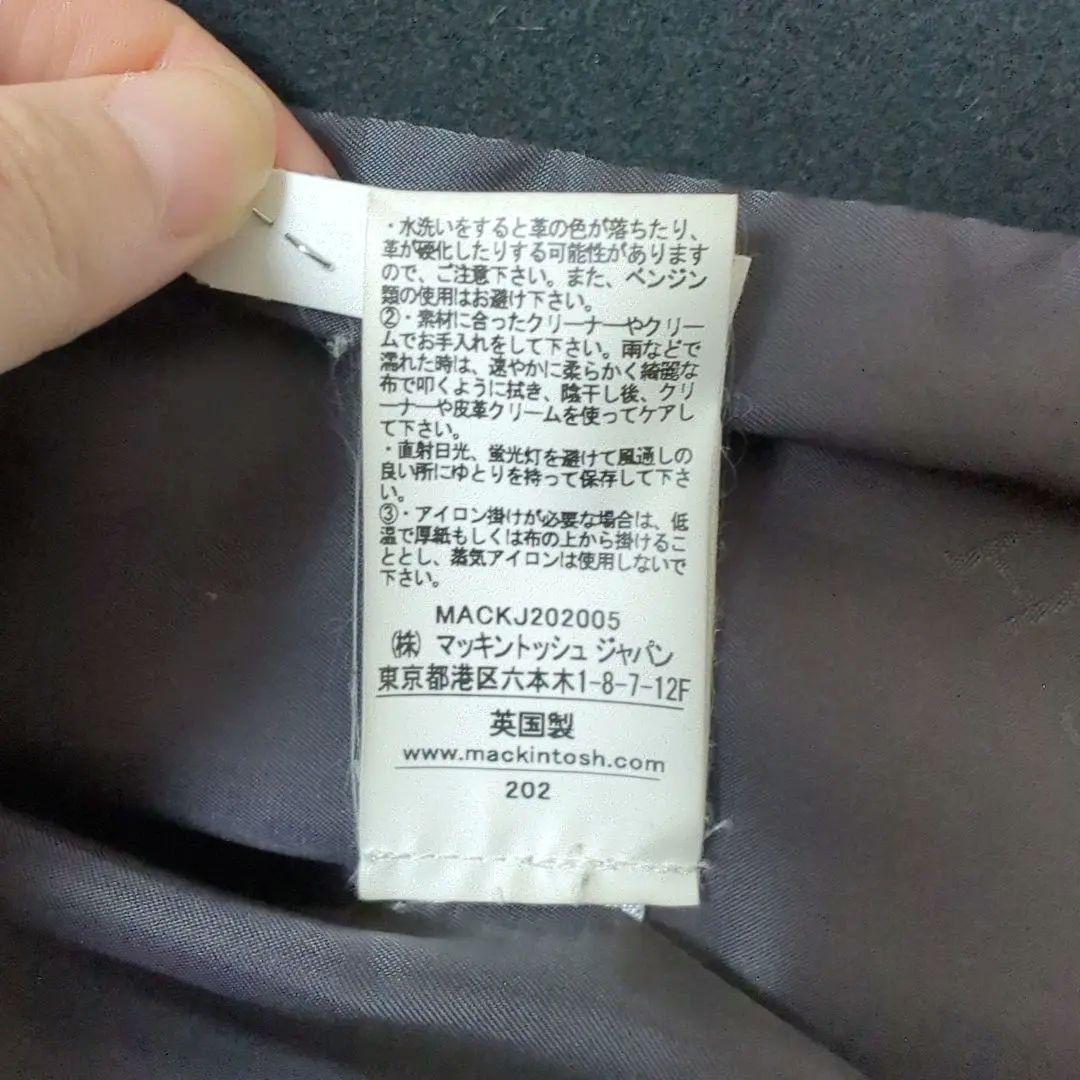 ・水洗いをすると革の色が落ちたり、
革が硬化したりする可能性があります
ので、ご注意下さい。また、ベンジン
類の使用はお避け下さい。
②・素材に合ったクリーナーやクリー
ムでお手入れをして下さい。雨などで
濡れた時は、速やかに柔らかく綺麗な
布で叩くように拭き、陰干し後、クリ
ーナーや皮革クリームを使ってケアし
て下さい。
・直射日光、蛍光灯を避けて風通しの
良い所にゆとりを持って保存して下さ
い。
③・アイロン掛けが必要な場合は、低
温で厚紙もしくは布の上から掛けるこ
ととし、蒸気アイロンは使用しないで
下さい。
MACKJ202005
㈱ マッキントッシュ ジャパン
東京都港区六本木1-8-7-12F
英国製
www.mackintosh.com
202